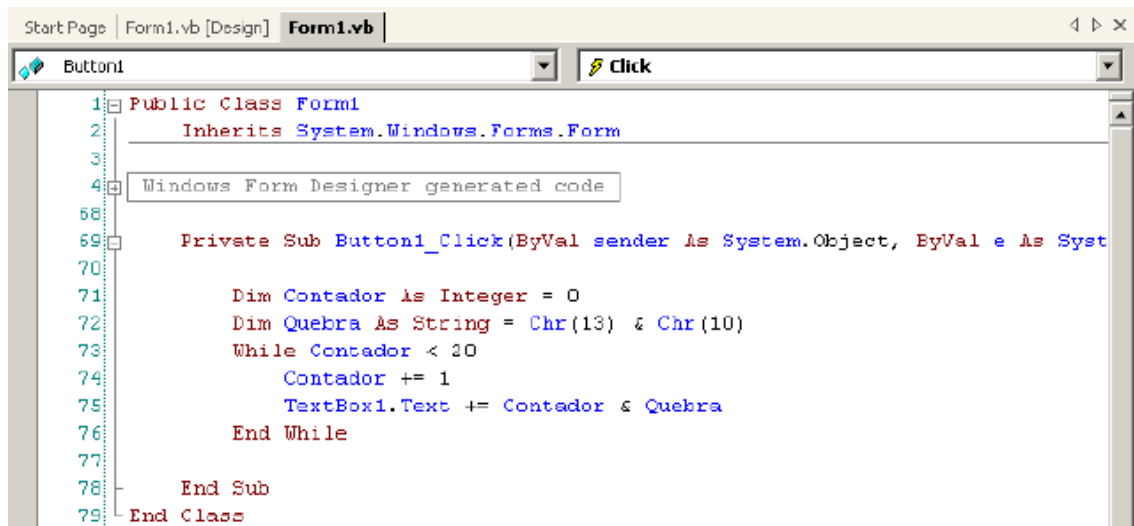 Start Page Form1.vb [Design] Form1.vb
Button1 Click
1 Public Class Form1
2 Inherits System.Windows.Forms.Form
3
4 Windows Form Designer generated code
68
69 Private Sub Button1_Click(ByVal sender As System.Object, ByVal e As Syst
70
71 Dim Contador As Integer = 0
72 Dim Quebra As String = Chr(13) & Chr(10)
73 While Contador < 20
74 Contador += 1
75 TextBox1.Text += Contador & Quebra
76 End While
77
78 End Sub
79 End Class